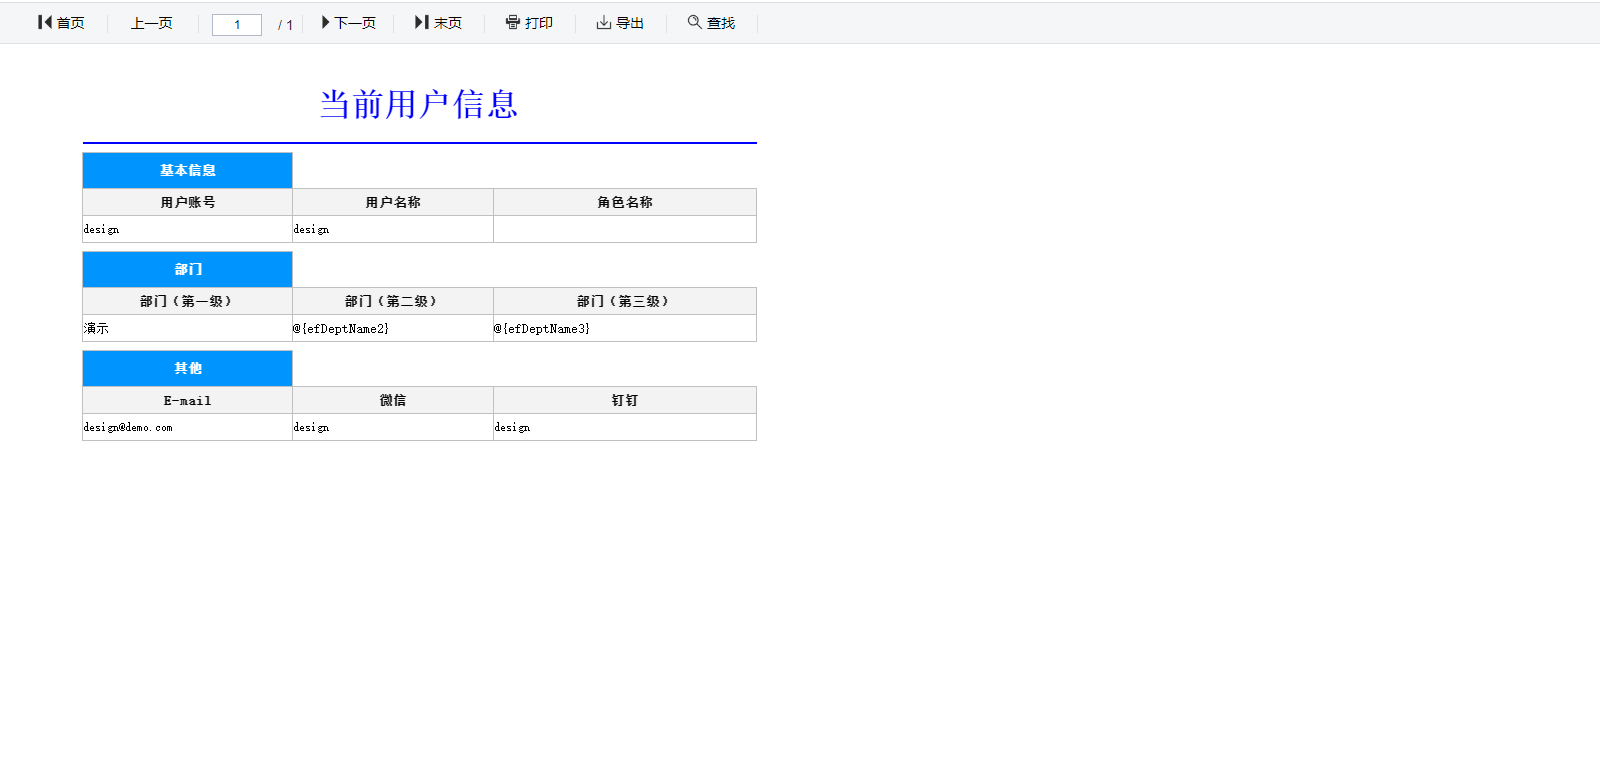 首页 上一页 1 / 1 下一页 末页 打印 导出 查找
当前用户信息
基本信息
用户账号 用户名称 角色名称
design design
部门
部门（第一级） 部门（第二级） 部门（第三级）
演示 @{efDeptName2} @{efDeptName3}
其他
E-mail 微信 钉钉
design@demo.com design design